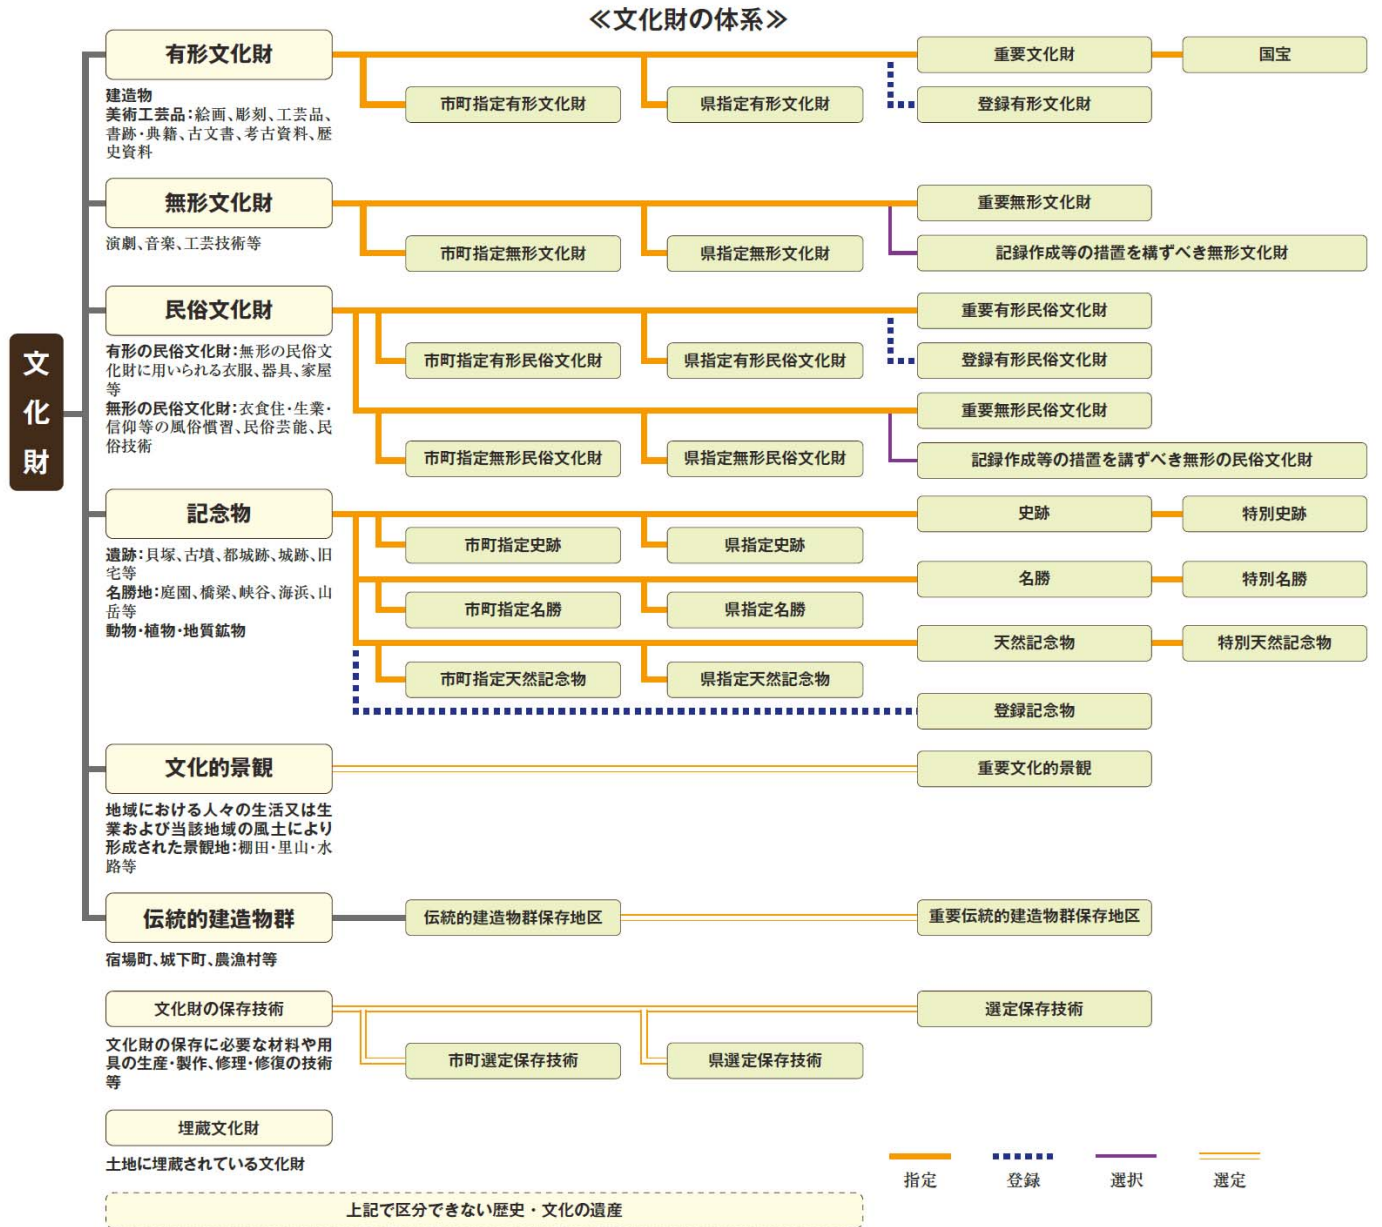 ≪文化財の体系≫
文化財
有形文化財
建造物
美術工芸品：絵画、彫刻、工芸品、
書跡・典籍、古文書、考古資料、歴
史資料
市町指定有形文化財
県指定有形文化財
重要文化財
国宝
登録有形文化財
無形文化財
演劇、音楽、工芸技術等
市町指定無形文化財
県指定無形文化財
重要無形文化財
記録作成等の措置を構ずべき無形文化財
民俗文化財
有形の民俗文化財：無形の民俗文
化財に用いられる衣服、器具、家屋
等
無形の民俗文化財：衣食住・生業・
信仰等の風俗慣習、民俗芸能、民
俗技術
市町指定有形民俗文化財
県指定有形民俗文化財
重要有形民俗文化財
登録有形民俗文化財
市町指定無形民俗文化財
県指定無形民俗文化財
重要無形民俗文化財
記録作成等の措置を講ずべき無形の民俗文化財
記念物
遺跡：貝塚、古墳、都城跡、城跡、旧
宅等
名勝地：庭園、橋梁、峡谷、海浜、山
岳等
動物・植物・地質鉱物
市町指定史跡
県指定史跡
史跡
特別史跡
市町指定名勝
県指定名勝
名勝
特別名勝
市町指定天然記念物
県指定天然記念物
天然記念物
特別天然記念物
登録記念物
文化的景観
地域における人々の生活又は生
業および当該地域の風土により
形成された景観地：棚田・里山・水
路等
重要文化的景観
伝統的建造物群
宿場町、城下町、農漁村等
伝統的建造物群保存地区
重要伝統的建造物群保存地区
文化財の保存技術
文化財の保存に必要な材料や用
具の生産・製作、修理・修復の技術
等
市町選定保存技術
県選定保存技術
選定保存技術
埋蔵文化財
土地に埋蔵されている文化財
上記で区分できない歴史・文化の遺産
指定
登録
選択
選定